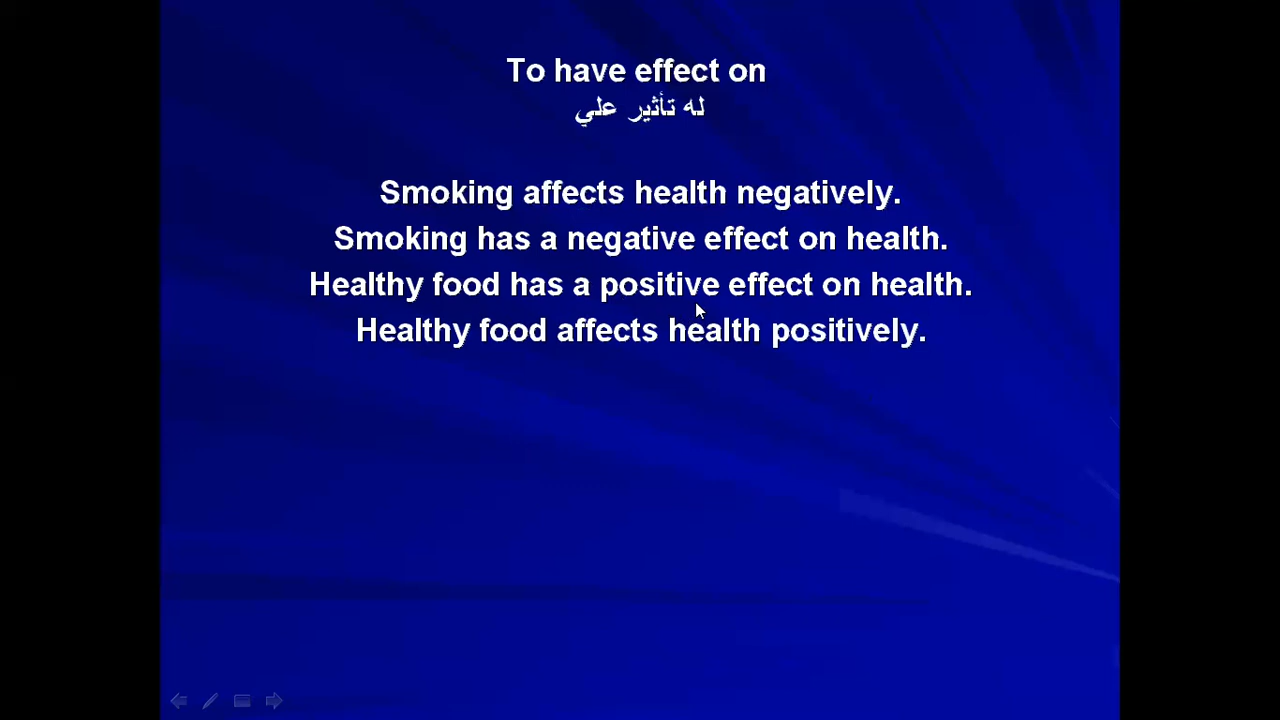 To have effect on
له تأثير علي
Smoking affects health negatively.
Smoking has a negative effect on health.
Healthy food has a positive effect on health.
Healthy food affects health positively.